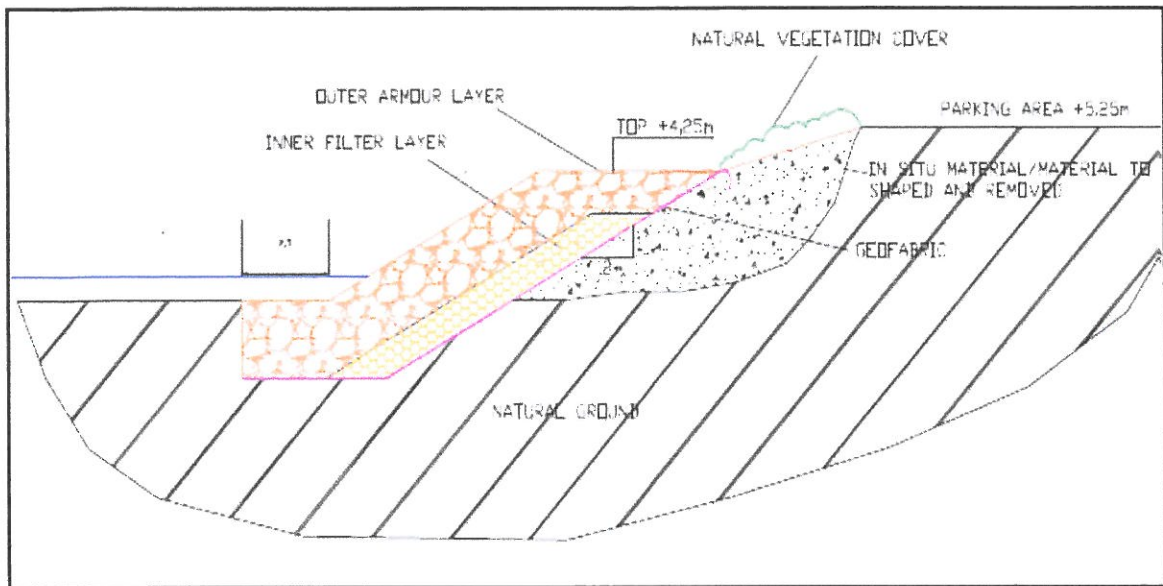 NATURAL VEGETATION COVER
OUTER ARMOUR LAYER
PARKING AREA +5,25m
TOP +4,25m
INNER FILTER LAYER
IN SITU MATERIAL/MATERIAL TO
SHAPED AND REMOVED
GEOFABRIC
NATURAL GROUND